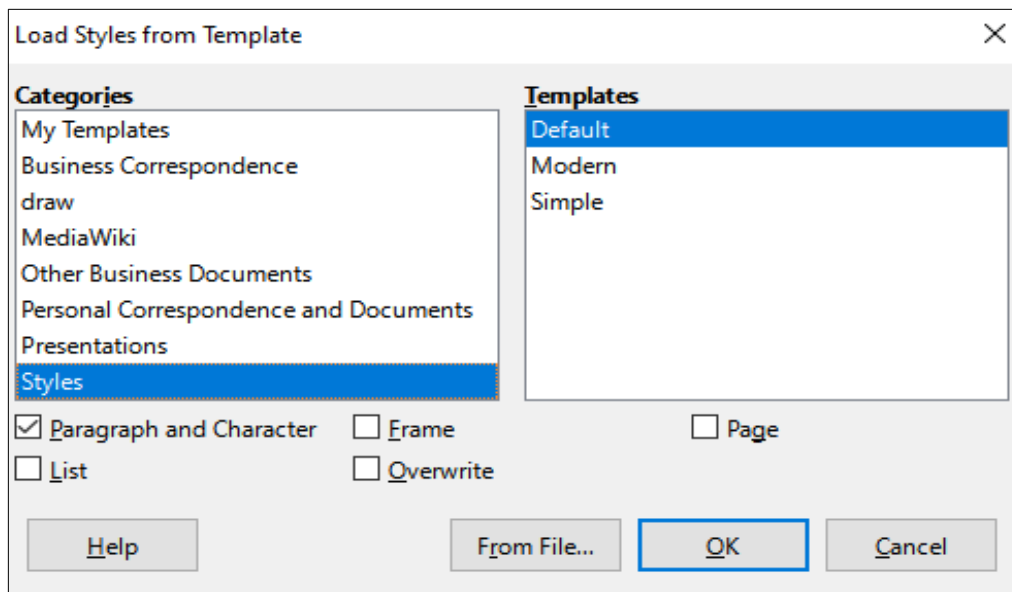 Load Styles from Template
Categories
My Templates
Business Correspondence
draw
MediaWiki
Other Business Documents
Personal Correspondence and Documents
Presentations
Styles
Templates
Default
Modern
Simple
Paragraph and Character
Frame
Page
List
Overwrite
Help
From File...
OK
Cancel